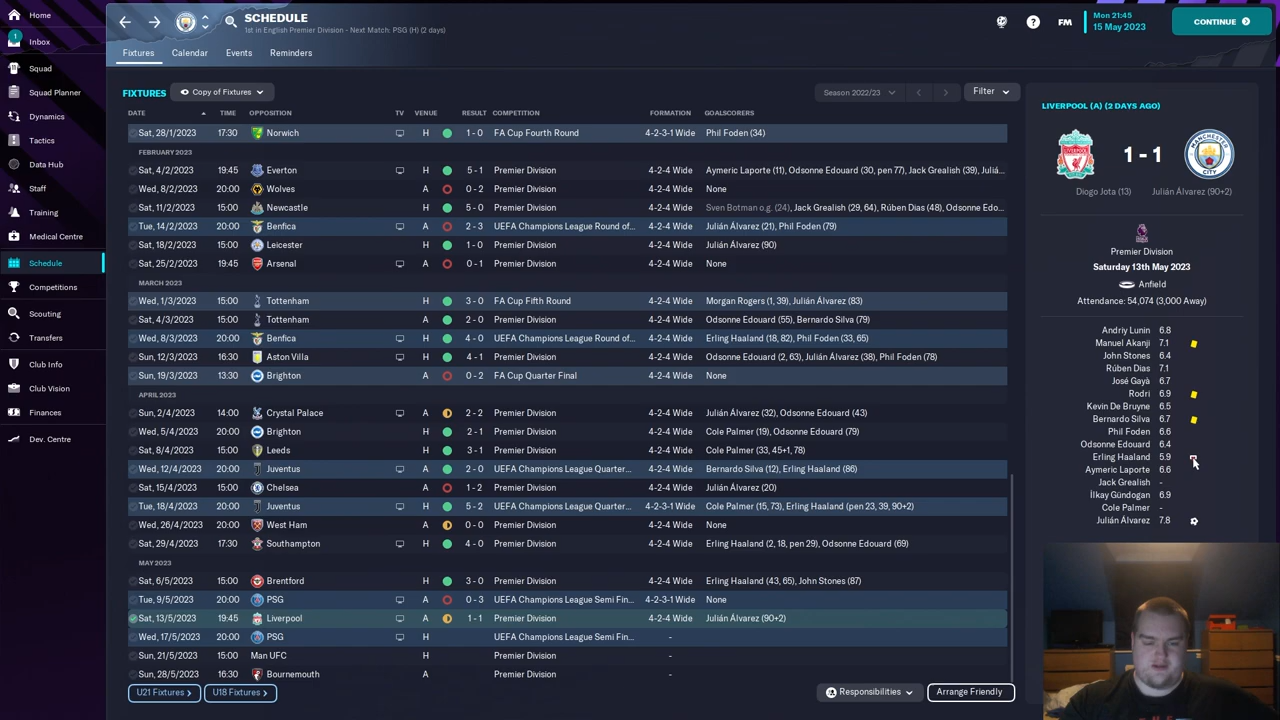 Home
1
Inbox
Squad
Squad Planner
Dynamics
Tactics
Data Hub
Staff
Training
Medical Centre
Schedule
Competitions
Scouting
Transfers
Club Info
Club Vision
Finances
Dev. Centre
SCHEDULE
1st in English Premier Division - Next Match: PSG (H) (2 days)
? FM
Mon 21:45
15 May 2023
CONTINUE
Fixtures Calendar Events Reminders
FIXTURES Copy of Fixtures Season 2022/23 Filter
DATE TIME OPPOSITION TV VENUE RESULT COMPETITION FORMATION GOALSCORERS
Sat, 28/1/2023 17:30 Norwich H 1 - 0 FA Cup Fourth Round 4-2-3-1 Wide Phil Foden (34)
FEBRUARY 2023
Sat, 4/2/2023 19:45 Everton H 5 - 1 Premier Division 4-2-4 Wide Aymeric Laporte (11), Odsonne Edouard (30, pen 77), Jack Grealish (39), Juliá...
Wed, 8/2/2023 20:00 Wolves A 0 - 2 Premier Division 4-2-4 Wide None
Sat, 11/2/2023 15:00 Newcastle H 5 - 0 Premier Division 4-2-4 Wide Sven Botman o.g. (24), Jack Grealish (29, 64), Rúben Dias (48), Odsonne Edo...
Tue, 14/2/2023 20:00 Benfica A 2 - 3 UEFA Champions League Round of... 4-2-4 Wide Julián Álvarez (21), Phil Foden (79)
Sat, 18/2/2023 15:00 Leicester H 1 - 0 Premier Division 4-2-4 Wide Julián Álvarez (90)
Sat, 25/2/2023 19:45 Arsenal A 0 - 1 Premier Division 4-2-4 Wide None
MARCH 2023
Wed, 1/3/2023 15:00 Tottenham H 3 - 0 FA Cup Fifth Round 4-2-4 Wide Morgan Rogers (1, 39), Julián Álvarez (83)
Sat, 4/3/2023 15:00 Tottenham H 2 - 0 Premier Division 4-2-4 Wide Odsonne Edouard (55), Bernardo Silva (79)
Wed, 8/3/2023 20:00 Benfica H 4 - 0 UEFA Champions League Round of... 4-2-4 Wide Erling Haaland (18, 82), Phil Foden (33, 65)
Sun, 12/3/2023 16:30 Aston Villa H 4 - 1 Premier Division 4-2-4 Wide Odsonne Edouard (2, 63), Julián Álvarez (38), Phil Foden (78)
Sun, 19/3/2023 13:30 Brighton A 0 - 2 FA Cup Quarter Final 4-2-4 Wide None
APRIL 2023
Sun, 2/4/2023 14:00 Crystal Palace A 2 - 2 Premier Division 4-2-4 Wide Julián Álvarez (32), Odsonne Edouard (43)
Wed, 5/4/2023 20:00 Brighton H 2 - 1 Premier Division 4-2-4 Wide Cole Palmer (19), Odsonne Edouard (79)
Sat, 8/4/2023 15:00 Leeds H 3 - 1 Premier Division 4-2-4 Wide Cole Palmer (33, 45+1, 78)
Wed, 12/4/2023 20:00 Juventus A 2 - 0 UEFA Champions League Quarter... 4-2-4 Wide Bernardo Silva (12), Erling Haaland (86)
Sat, 15/4/2023 15:00 Chelsea A 1 - 2 Premier Division 4-2-4 Wide Julián Álvarez (20)
Tue, 18/4/2023 20:00 Juventus H 5 - 2 UEFA Champions League Quarter... 4-2-3-1 Wide Cole Palmer (15, 73), Erling Haaland (pen 23, 39, 90+2)
Wed, 26/4/2023 20:00 West Ham A 0 - 0 Premier Division 4-2-4 Wide None
Sat, 29/4/2023 17:30 Southampton H 4 - 0 Premier Division 4-2-4 Wide Erling Haaland (2, 18, pen 29), Odsonne Edouard (69)
MAY 2023
Sat, 6/5/2023 15:00 Brentford H 3 - 0 Premier Division 4-2-4 Wide Erling Haaland (43, 65), John Stones (87)
Tue, 9/5/2023 20:00 PSG A 0 - 3 UEFA Champions League Semi Fin... 4-2-3-1 Wide None
Sat, 13/5/2023 19:45 Liverpool A 1 - 1 Premier Division 4-2-4 Wide Julián Álvarez (90+2)
Wed, 17/5/2023 20:00 PSG H UEFA Champions League Semi Fin... -
Sun, 21/5/2023 15:00 Man UFC H Premier Division -
Sun, 28/5/2023 16:30 Bournemouth A Premier Division -
U21 Fixtures U18 Fixtures Responsibilities Arrange Friendly
LIVERPOOL (A) (2 DAYS AGO)
1 - 1
Diogo Jota (13) Julián Álvarez (90+2)
Premier Division
Saturday 13th May 2023
Anfield
Attendance: 54,074 (3,000 Away)
Andriy Lunin 6.8
Manuel Akanji 7.1
John Stones 6.4
Rúben Dias 7.1
José Gayà 6.7
Rodri 6.9
Kevin De Bruyne 6.5
Bernardo Silva 6.7
Phil Foden 6.6
Odsonne Edouard 6.4
Erling Haaland 5.9
Aymeric Laporte 6.6
Jack Grealish -
İlkay Gündogan 6.9
Cole Palmer -
Julián Álvarez 7.8